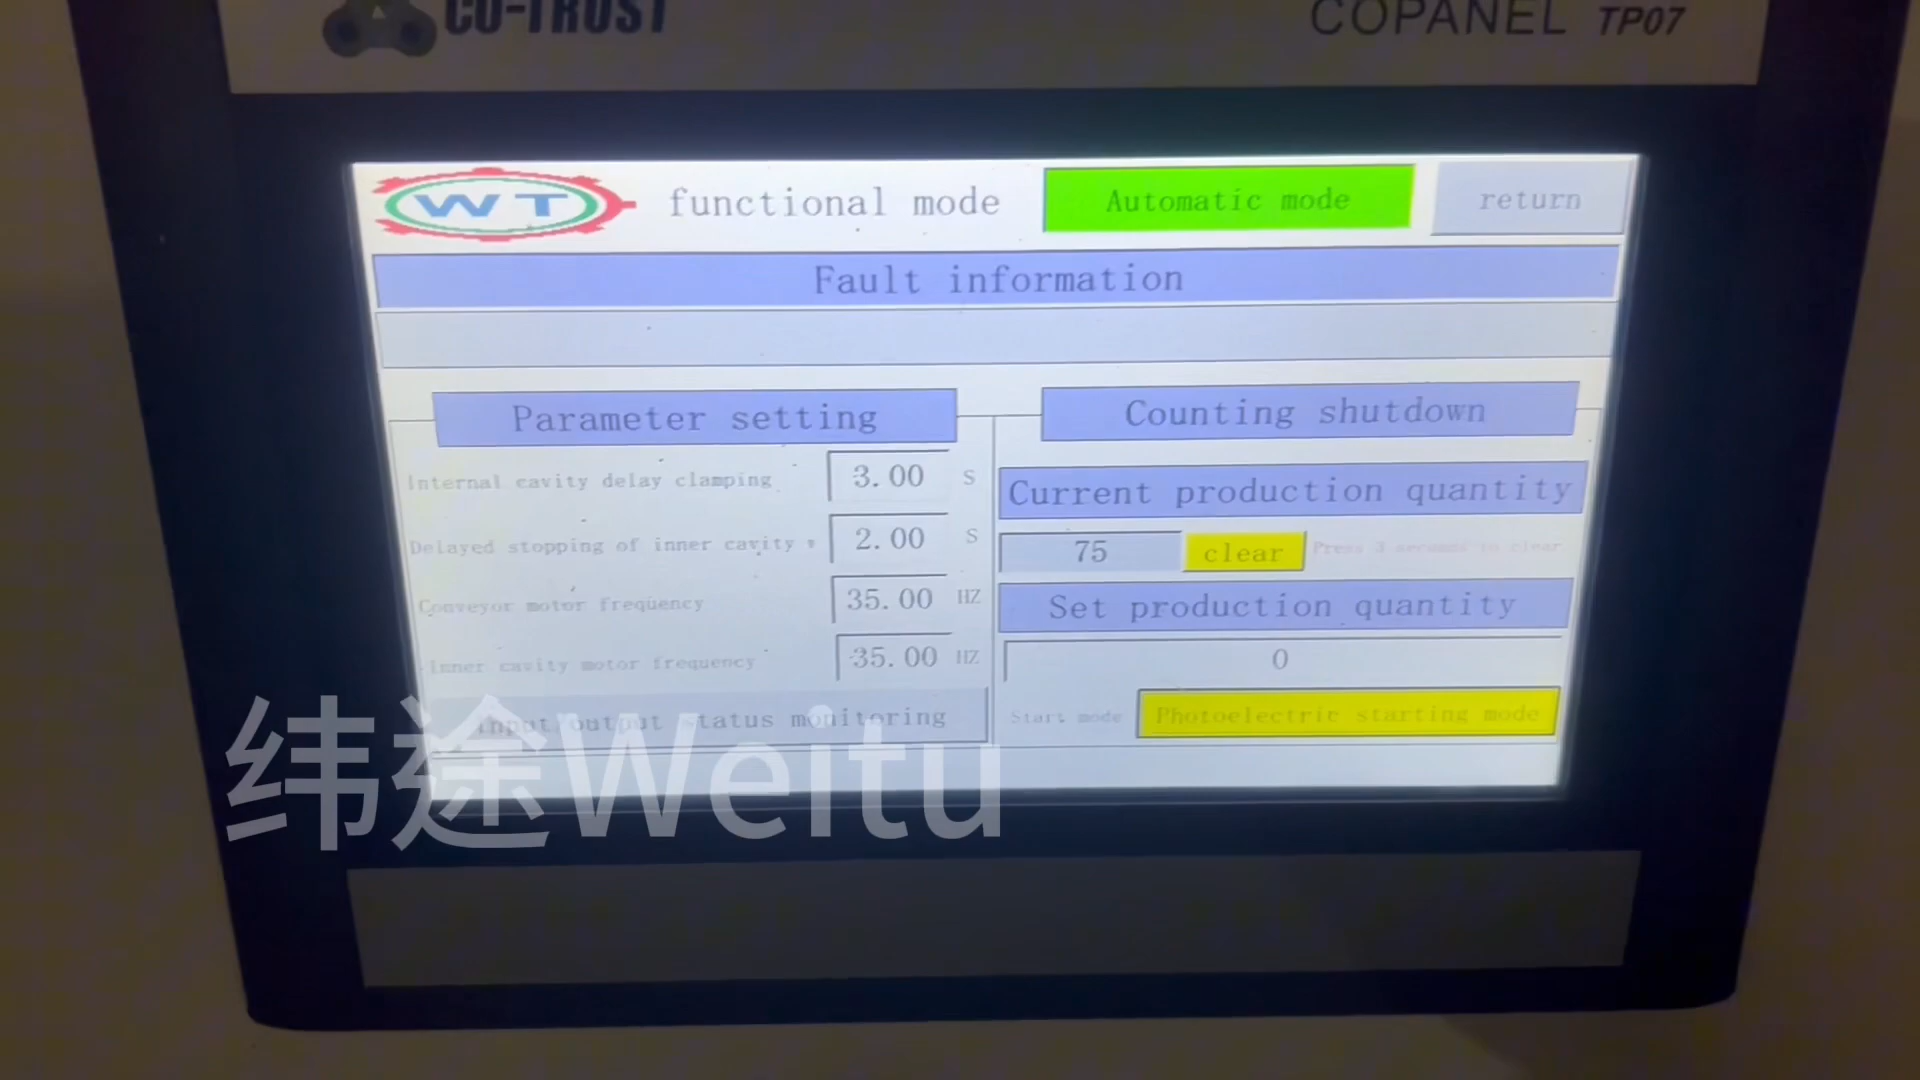 CO-TRUST
COPANEL TP07
WT
functional mode
Automatic mode
return
Fault information
Parameter setting
Counting shutdown
Internal cavity delay clamping
3.00
S
Current production quantity
Delayed stopping of inner cavity
2.00
S
75
clear
Press 3 seconds to clear
Conveyor motor frequency
35.00
HZ
Set production quantity
Inner cavity motor frequency
35.00
HZ
0
Input/output status monitoring
Start mode
Photoelectric starting mode
纬途Weitu